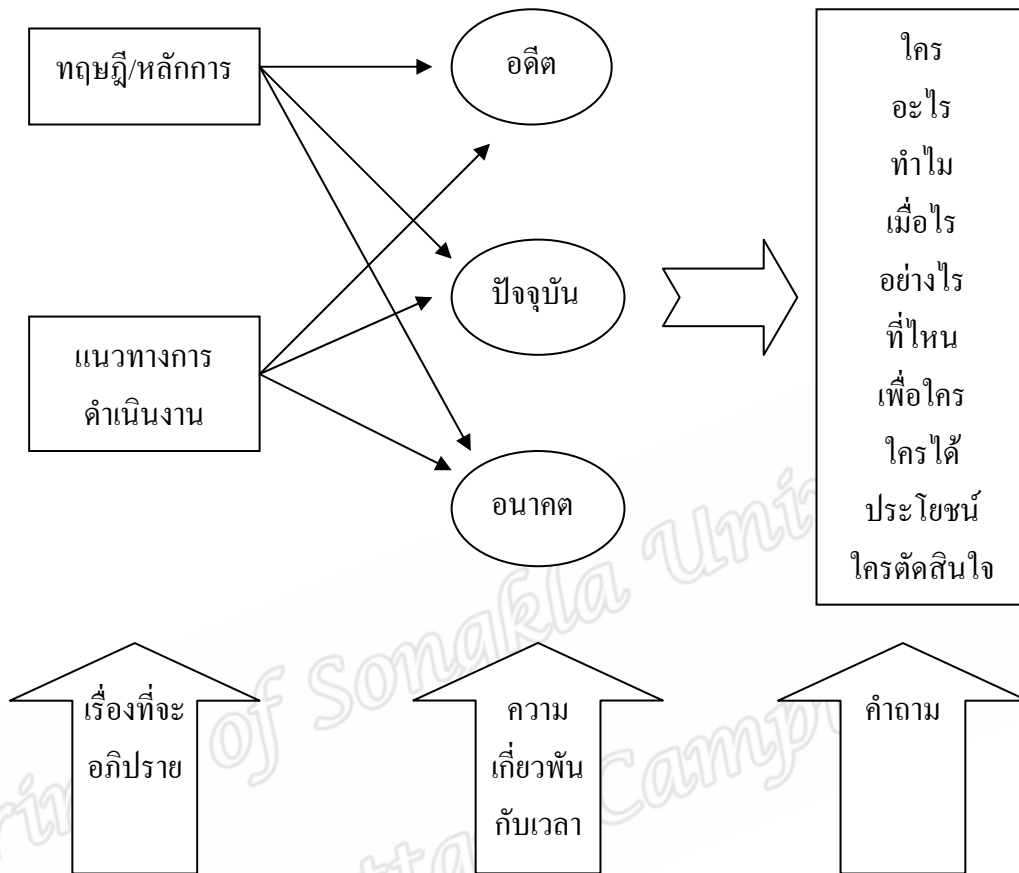 ทฤษฎี/หลักการ
อดีต
ปัจจุบัน
แนวทางการ
ดำเนินงาน
อนาคต
ใคร
อะไร
ทำไม
เมื่อไร
อย่างไร
ที่ไหน
เพื่อใคร
ใครได้
ประโยชน์
ใครตัดสินใจ
เรื่องที่จะ
อภิปราย
ความ
เกี่ยวพัน
กับเวลา
คำถาม
of Sonakla Uni